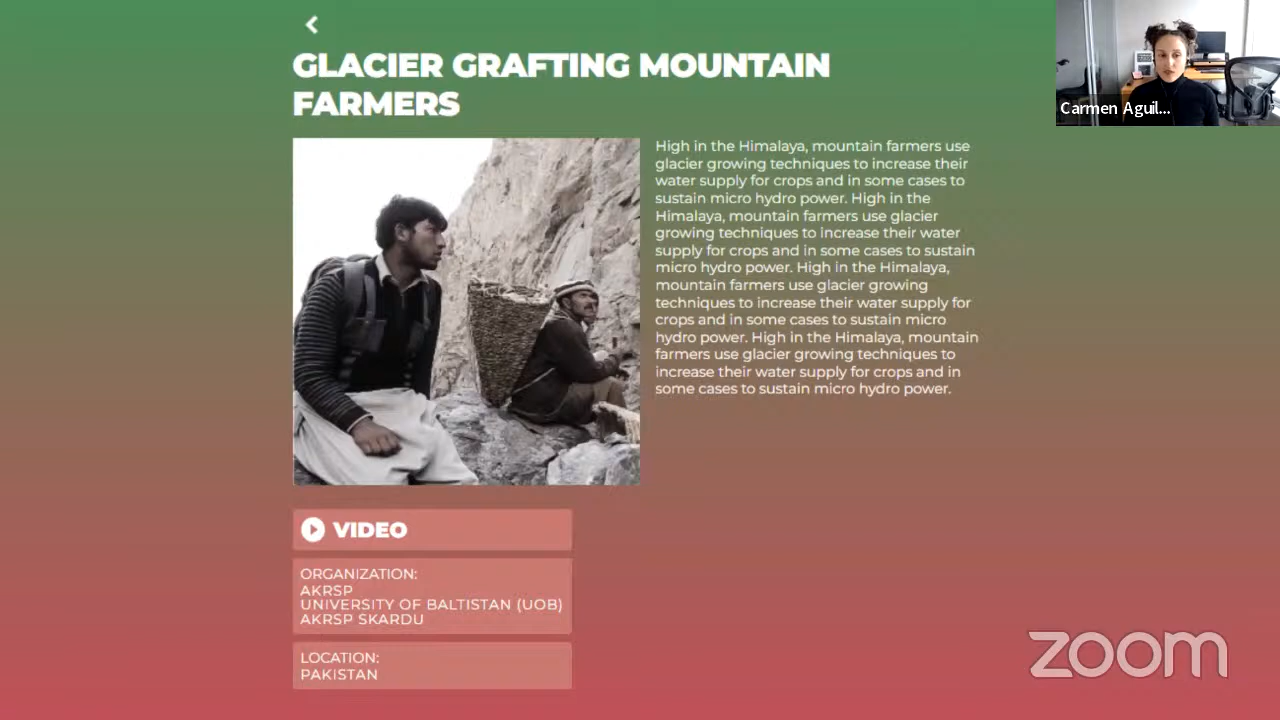 GLACIER GRAFTING MOUNTAIN
FARMERS
Carmen Aguil...
High in the Himalaya, mountain farmers use
glacier growing techniques to increase their
water supply for crops and in some cases to
sustain micro hydro power. High in the
Himalaya, mountain farmers use glacier
growing techniques to increase their water
supply for crops and in some cases to sustain
micro hydro power. High in the Himalaya,
mountain farmers use glacier growing
techniques to increase their water supply for
crops and in some cases to sustain micro
hydro power. High in the Himalaya, mountain
farmers use glacier growing techniques to
increase their water supply for crops and in
some cases to sustain micro hydro power.
VIDEO
ORGANIZATION:
AKRSP
UNIVERSITY OF BALTISTAN (UOB)
AKRSP SKARDU
LOCATION:
PAKISTAN
zoom